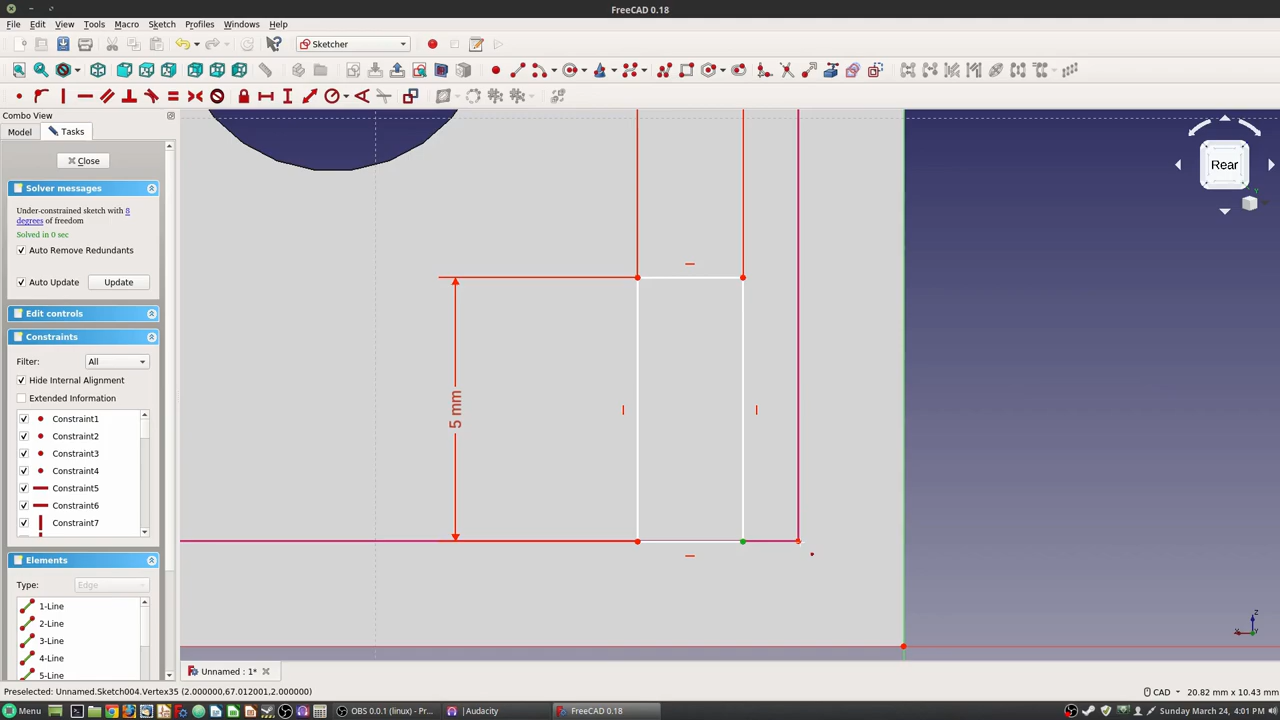 FreeCAD 0.18
File Edit View Tools Macro Sketch Profiles Windows Help
Sketcher
Combo View
Model Tasks
Close
Solver messages
Under-constrained sketch with 8
degrees of freedom
Solved in 0 sec
Auto Remove Redundants
Auto Update Update
Edit controls
Constraints
Filter: All
Hide Internal Alignment
Extended Information
Constraint1
Constraint2
Constraint3
Constraint4
Constraint5
Constraint6
Constraint7
Elements
Type: Edge
1-Line
2-Line
3-Line
4-Line
5-Line
5 mm
Rear
Y
Z
X
Y
Unnamed : 1*
Preselected: Unnamed.Sketch004.Vertex35 (2.000000,67.012001,2.000000)
CAD 20.82 mm x 10.43 mm
Menu
OBS 0.0.1 (linux) - Pr...
| Audacity
FreeCAD 0.18
Sunday March 24, 4:01 PM